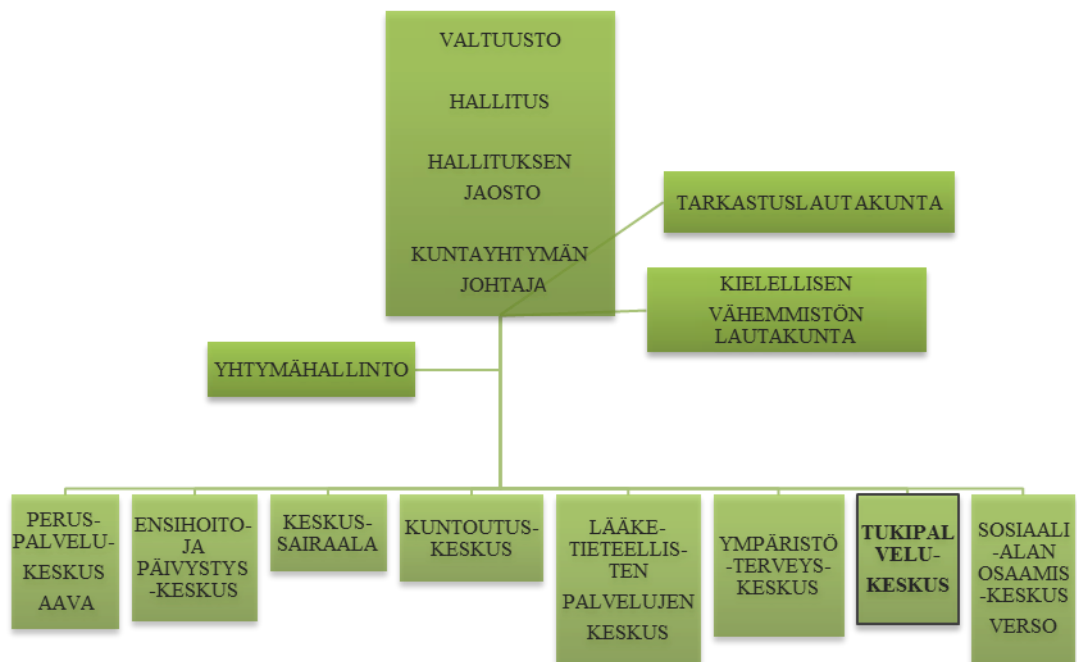 VALTUUSTO
HALLITUS
HALLITUKSEN
JAOSTO
KUNTAYHTYMÄN
JOHTAJA
TARKASTUSLAUTAKUNTA
KIELELLISEN
VÄHEMMISTÖN
LAUTAKUNTA
YHTYMÄHALLINTO
PERUS-
PALVELU-
KESKUS
AAVA
ENSIHOITO-
JA
PÄIVYSTYS
-KESKUS
KESKUS-
SAIRAALA
KUNTOUTUS-
KESKUS
LÄÄKE-
TIETEELLIS-
TEN
PALVELUJEN
KESKUS
YMPÄRISTÖ
-TERVEYS-
KESKUS
TUKIPAL
VELU-
KESKUS
SOSIAALI
-ALAN
OSAAMIS
-KESKUS
VERSO